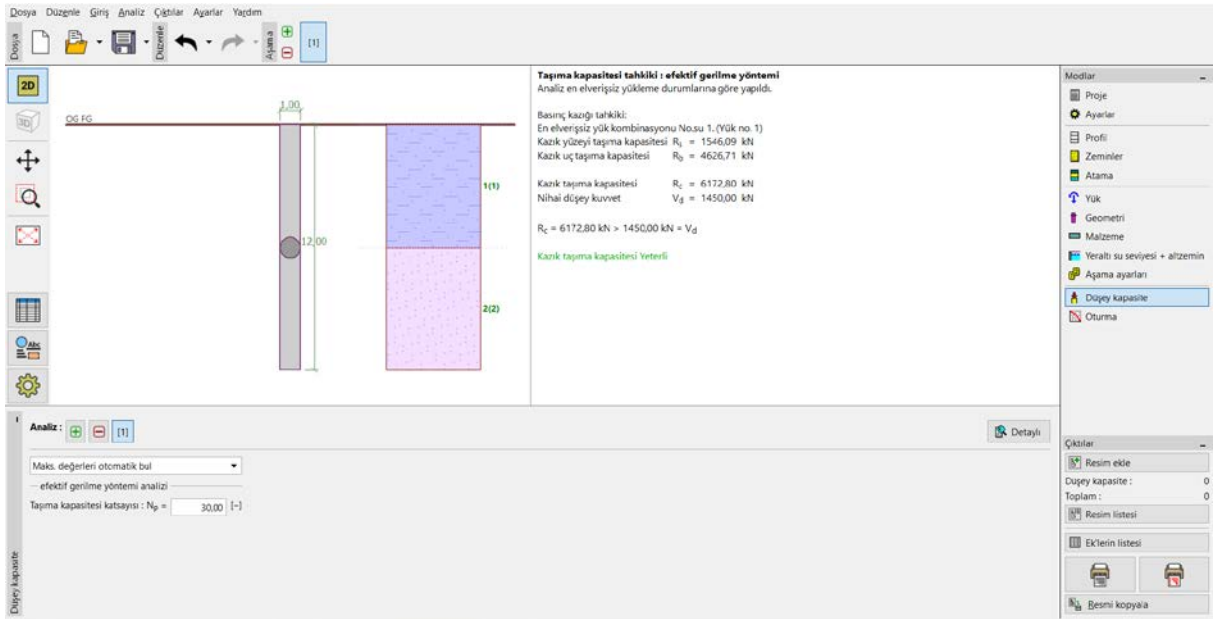 Dosya Düzenle Giriş Analiz Çıktılar Ayarlar Yardım
Dosya
Düzenle
Aşama
[1]
2D
3D
OG FG
1,00
12,00
1(1)
2(2)
Taşıma kapasitesi tahkiki : efektif gerilme yöntemi
Analiz en elverişsiz yükleme durumlarına göre yapıldı.
Basınç kazığı tahkiki:
En elverişsiz yük kombinasyonu No.su 1. (Yük no. 1)
Kazık yüzeyi taşıma kapasitesi Rs = 1546,09 kN
Kazık uç taşıma kapasitesi Rb = 4626,71 kN
Kazık taşıma kapasitesi Rc = 6172,80 kN
Nihai düşey kuvvet Vd = 1450,00 kN
Rc = 6172,80 kN > 1450,00 kN = Vd
Kazık taşıma kapasitesi Yeterli
Modlar
Proje
Ayarlar
Profil
Zeminler
Atama
Yük
Geometri
Malzeme
Yeraltı su seviyesi + altzemin
Aşama ayarları
Düşey kapasite
Oturma
Abc
Düşey kapasite
Analiz : [1]
Detaylı
Maks. değerleri otomatik bul
efektif gerilme yöntemi analizi
Taşıma kapasitesi katsayısı : Np = 30,00 [–]
Çıktılar
Resim ekle
Düşey kapasite : 0
Toplam : 0
Resim listesi
Ek'lerin listesi
Resmi kopyala